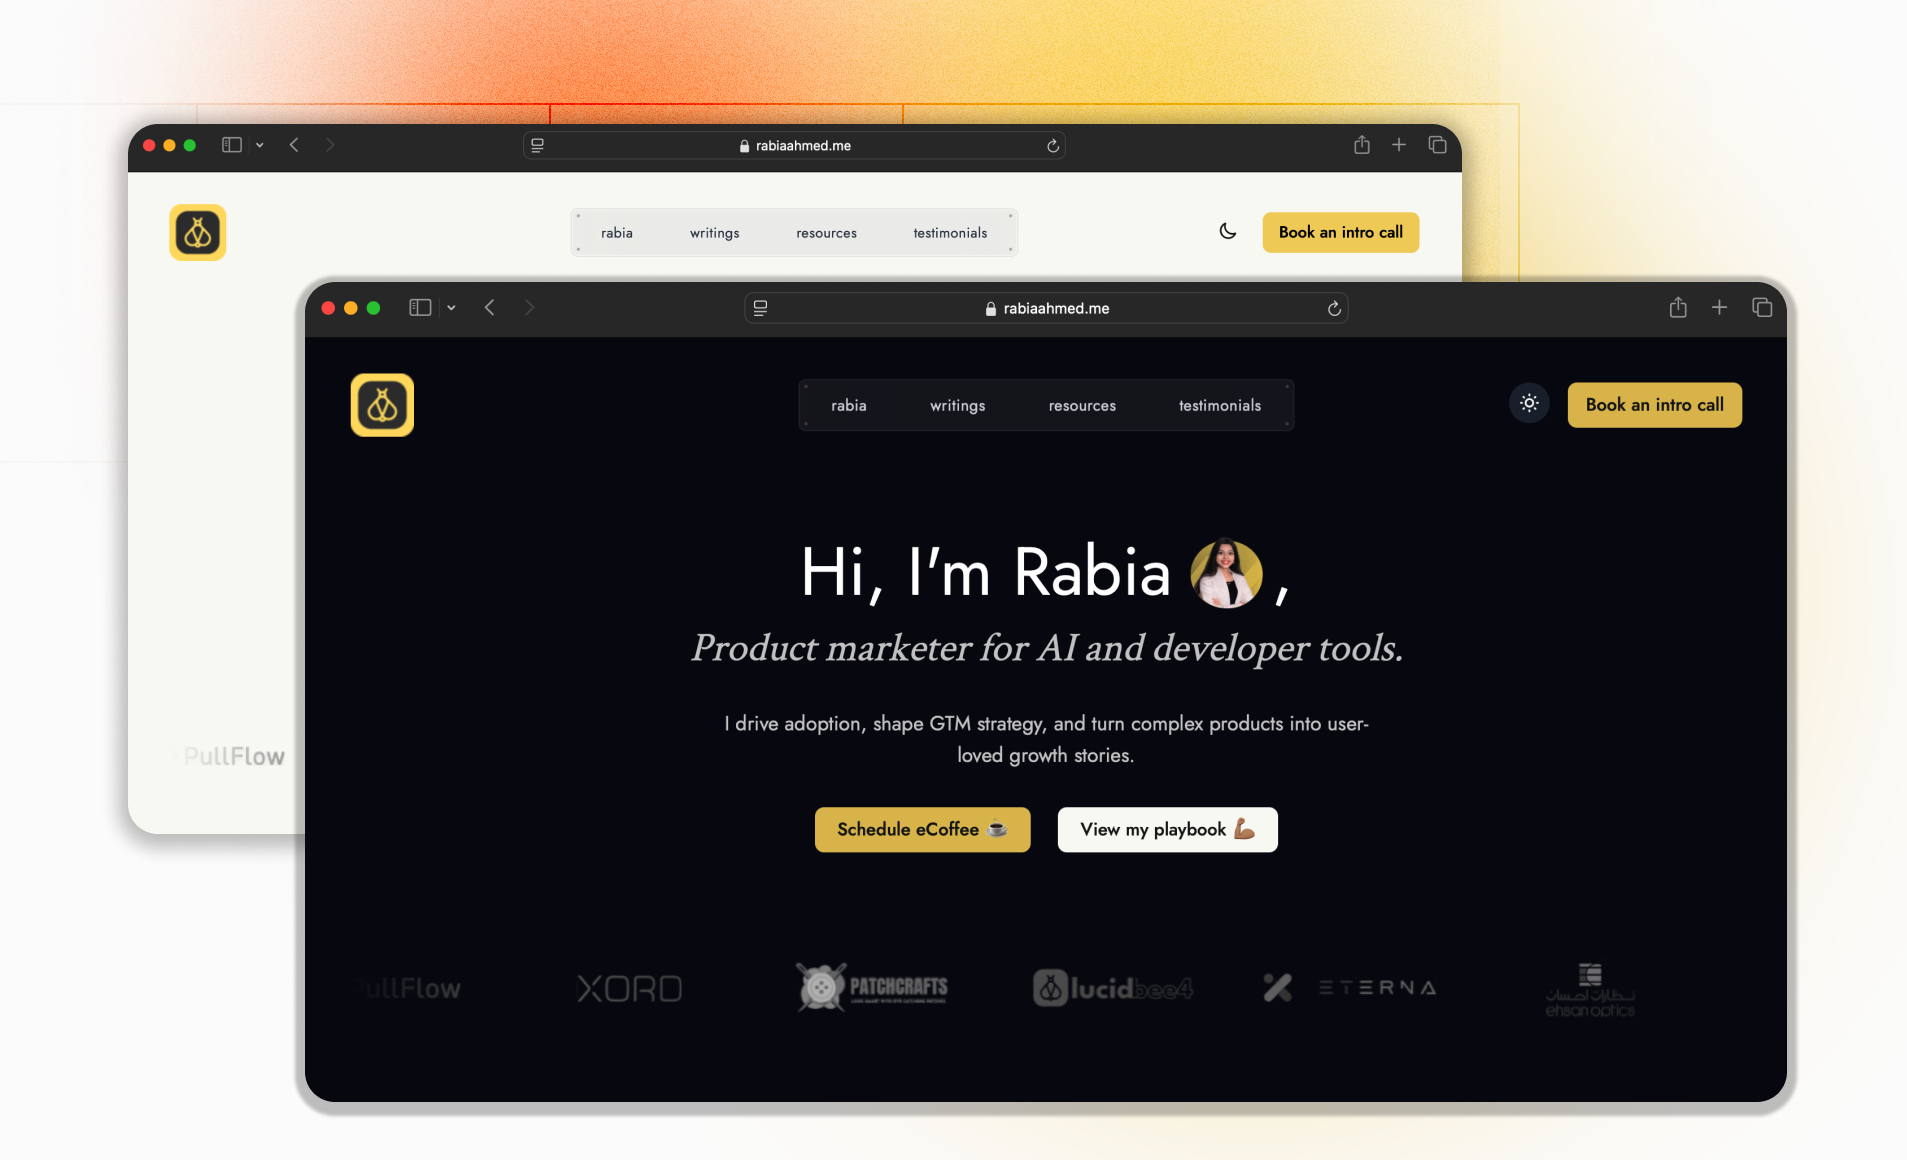 rabiaahmed.me
rabia writings resources testimonials Book an intro call
PullFlow
rabiaahmed.me
rabia writings resources testimonials Book an intro call
Hi, I'm Rabia ,
Product marketer for AI and developer tools.
I drive adoption, shape GTM strategy, and turn complex products into user-
loved growth stories.
Schedule eCoffee ☕ View my playbook 💪🏽
PullFlow XORO PATCHCRAFTS lucidbee4 ETERNA
ehsan optics